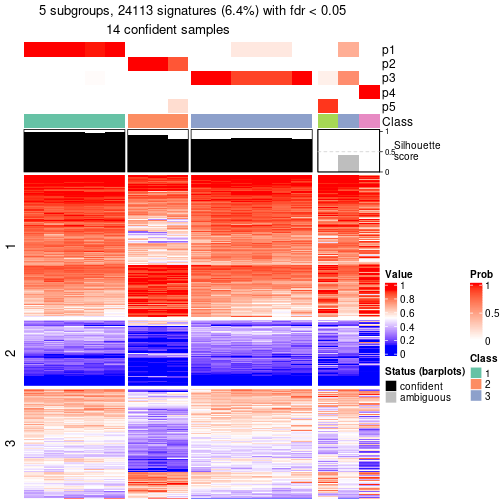 5 subgroups, 24113 signatures (6.4%) with fdr < 0.05
14 confident samples
p1
p2
p3
p4
p5
Class
1
0.5
0
Silhouette
score
1
2
3
Value
1
0.8
0.6
0.4
0.2
0
Status (barplots)
confident
ambiguous
Prob
1
0.5
0
Class
1
2
3